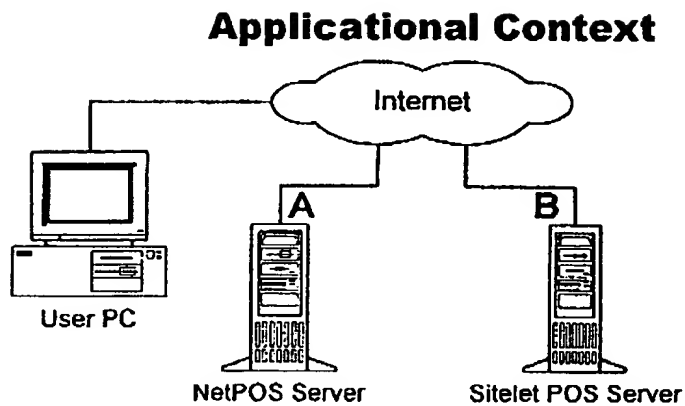 Applicational Context
Internet
A
B
User PC
NetPOS Server
Sitelet POS Server